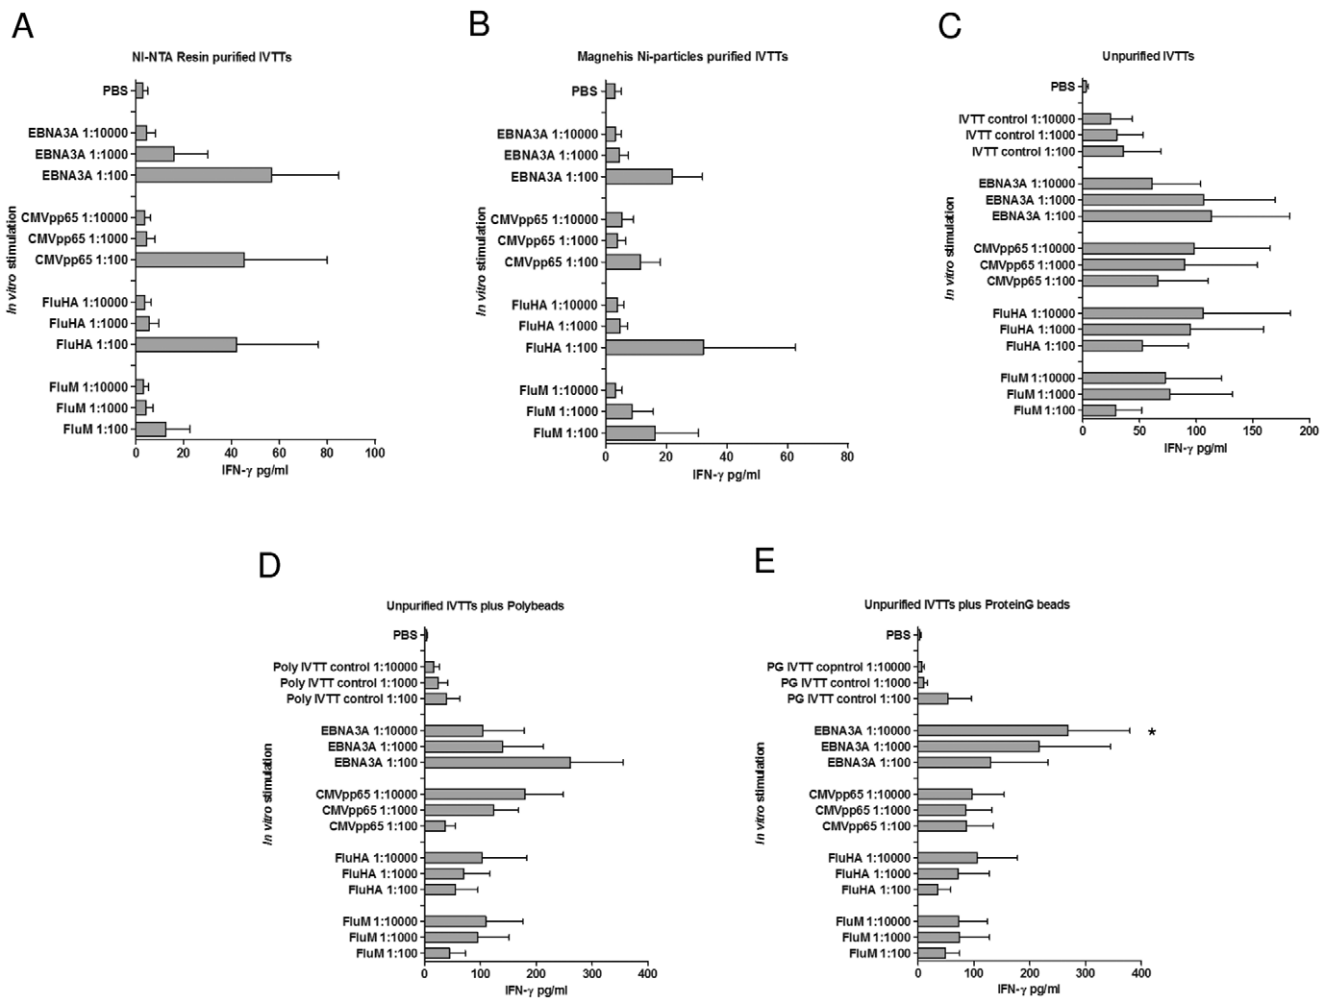 A
NI-NTA Resin purified IVTTs
PBS
EBNA3A 1:10000
EBNA3A 1:1000
EBNA3A 1:100
CMVpp65 1:10000
CMVpp65 1:1000
CMVpp65 1:100
FluHA 1:10000
FluHA 1:1000
FluHA 1:100
FluM 1:10000
FluM 1:1000
FluM 1:100
In vitro stimulation
0 20 40 60 80 100
IFN-γ pg/ml
B
Magnehis Ni-particles purified IVTTs
PBS
EBNA3A 1:10000
EBNA3A 1:1000
EBNA3A 1:100
CMVpp65 1:10000
CMVpp65 1:1000
CMVpp65 1:100
FluHA 1:10000
FluHA 1:1000
FluHA 1:100
FluM 1:10000
FluM 1:1000
FluM 1:100
In vitro stimulation
0 20 40 60 80
IFN-γ pg/ml
C
Unpurified IVTTs
PBS
IVTT control 1:10000
IVTT control 1:1000
IVTT control 1:100
EBNA3A 1:10000
EBNA3A 1:1000
EBNA3A 1:100
CMVpp65 1:10000
CMVpp65 1:1000
CMVpp65 1:100
FluHA 1:10000
FluHA 1:1000
FluHA 1:100
FluM 1:10000
FluM 1:1000
FluM 1:100
In vitro stimulation
0 50 100 150 200
IFN-γ pg/ml
D
Unpurified IVTTs plus Polybeads
PBS
Poly IVTT control 1:10000
Poly IVTT control 1:1000
Poly IVTT control 1:100
EBNA3A 1:10000
EBNA3A 1:1000
EBNA3A 1:100
CMVpp65 1:10000
CMVpp65 1:1000
CMVpp65 1:100
FluHA 1:10000
FluHA 1:1000
FluHA 1:100
FluM 1:10000
FluM 1:1000
FluM 1:100
In vitro stimulation
0 100 200 300 400
IFN-γ pg/ml
E
Unpurified IVTTs plus ProteinG beads
PBS
PG IVTT copntrol 1:10000
PG IVTT control 1:1000
PG IVTT control 1:100
EBNA3A 1:10000 *
EBNA3A 1:1000
EBNA3A 1:100
CMVpp65 1:10000
CMVpp65 1:1000
CMVpp65 1:100
FluHA 1:10000
FluHA 1:1000
FluHA 1:100
FluM 1:10000
FluM 1:1000
FluM 1:100
In vitro stimulation
0 100 200 300 400
IFN-γ pg/ml